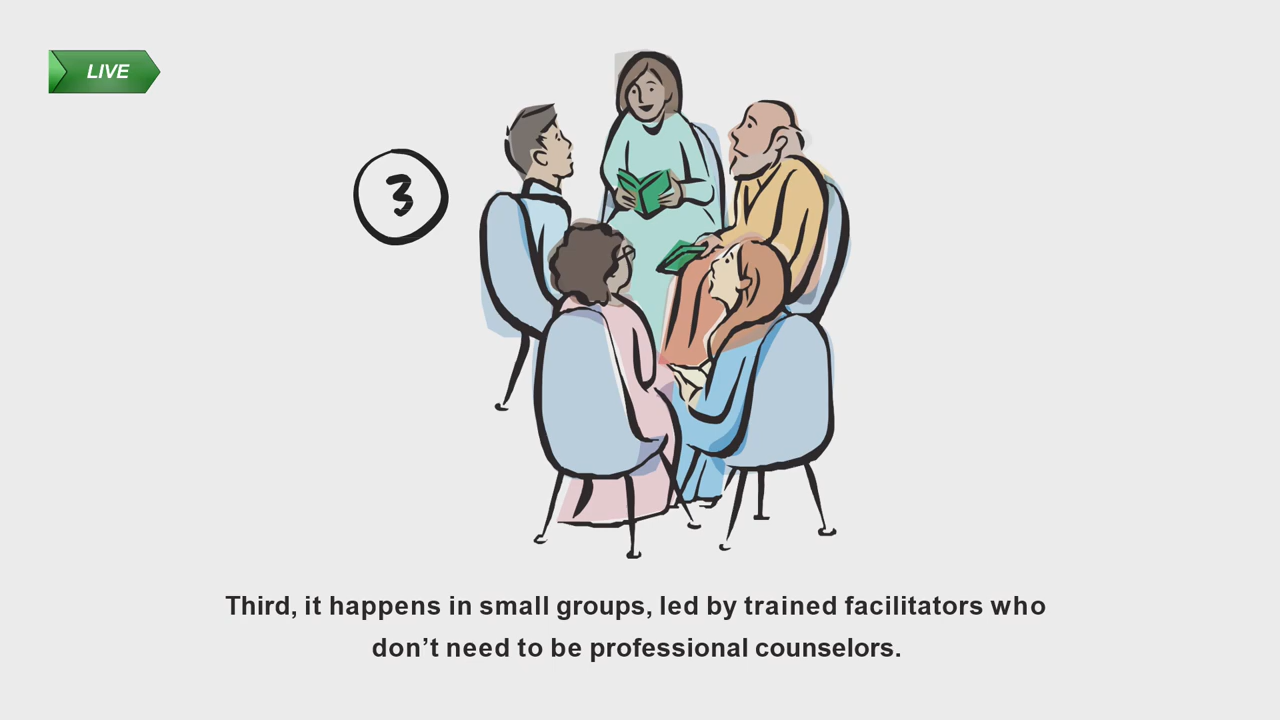 LIVE
3
Third, it happens in small groups, led by trained facilitators who
don’t need to be professional counselors.